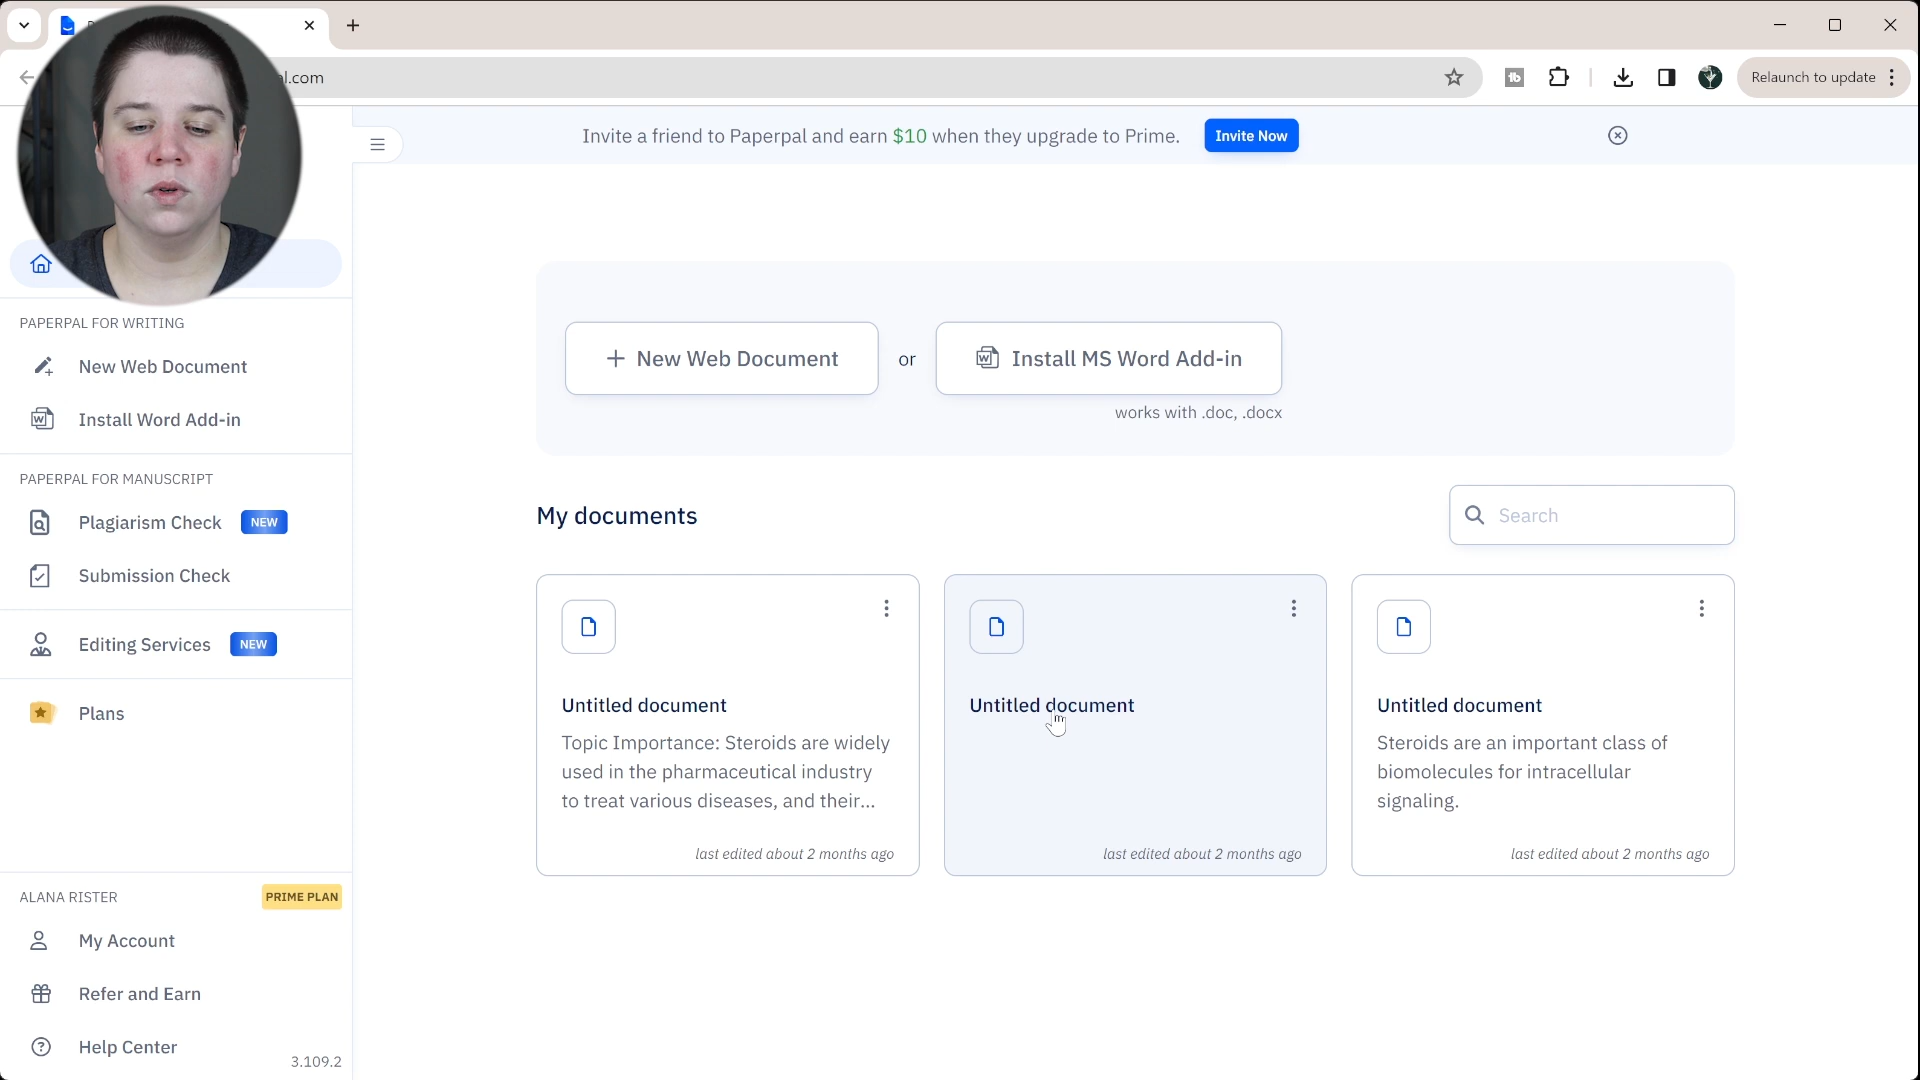 l.com
Relaunch to update
Invite a friend to Paperpal and earn $10 when they upgrade to Prime.
Invite Now
PAPERPAL FOR WRITING
New Web Document
Install Word Add-in
PAPERPAL FOR MANUSCRIPT
Plagiarism Check NEW
Submission Check
Editing Services NEW
Plans
ALANA RISTER PRIME PLAN
My Account
Refer and Earn
Help Center
3.109.2
+ New Web Document or Install MS Word Add-in
works with .doc, .docx
My documents
Search
Untitled document
Topic Importance: Steroids are widely
used in the pharmaceutical industry
to treat various diseases, and their...
last edited about 2 months ago
Untitled document
last edited about 2 months ago
Untitled document
Steroids are an important class of
biomolecules for intracellular
signaling.
last edited about 2 months ago